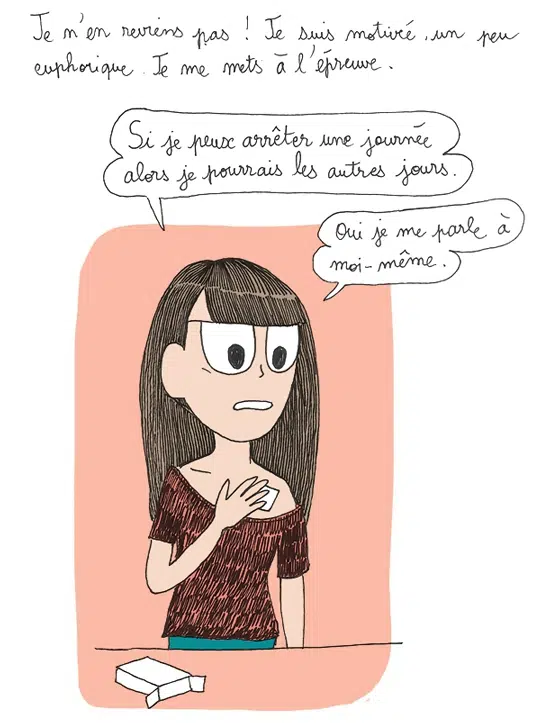 Je n'en reviens pas ! Je suis motivé, un peu
euphorique. Je me mets à l'épreuve.
Si je peux arrêter une journée
alors je pourrais les autres jours.
Oui je me parle à
moi-même.